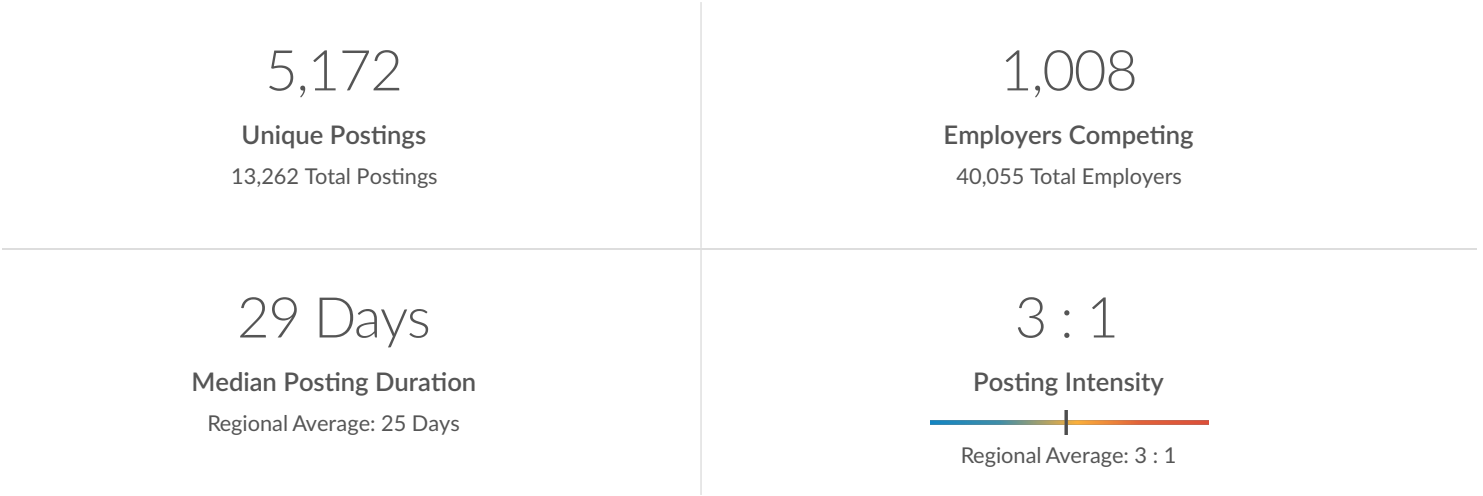 5,172
Unique Postings
13,262 Total Postings
1,008
Employers Competing
40,055 Total Employers
29 Days
Median Posting Duration
Regional Average: 25 Days
3 : 1
Posting Intensity
Regional Average: 3 : 1